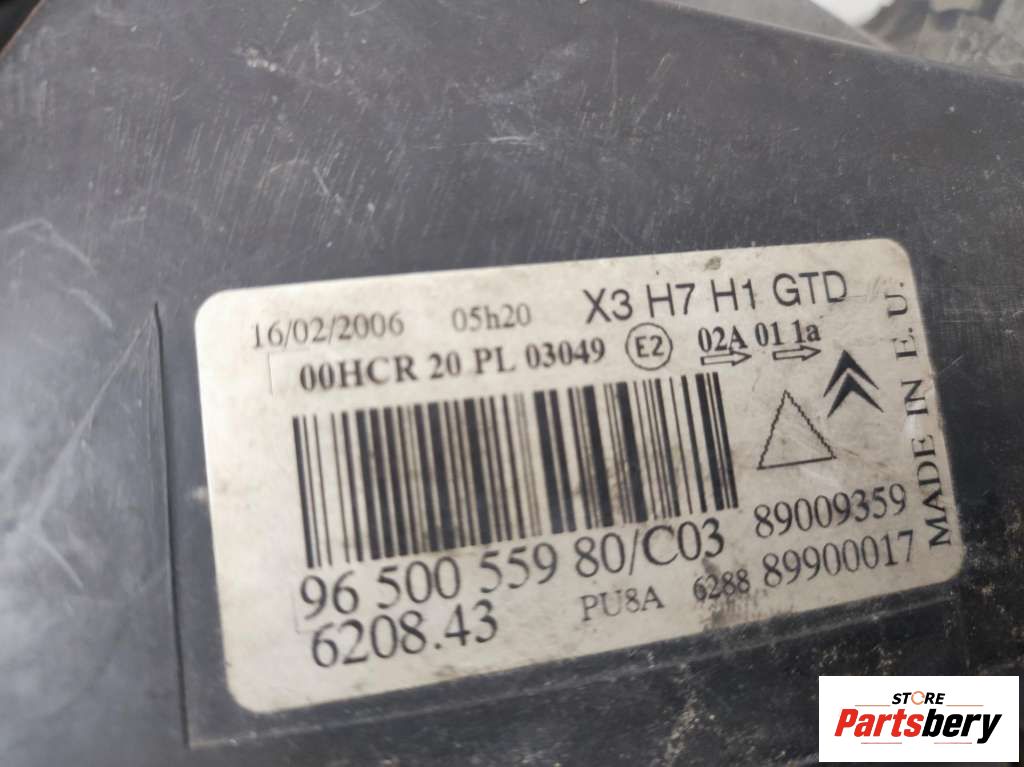 16/02/2006 05h20 X3 H7 H1 GTD
00HCR 20 PL 03049 E2 02A 01 1a
96 500 559 80/C03 89009359
6208.43 PU8A 6288 89900017
MADE IN E.U.
STORE
Partsbery